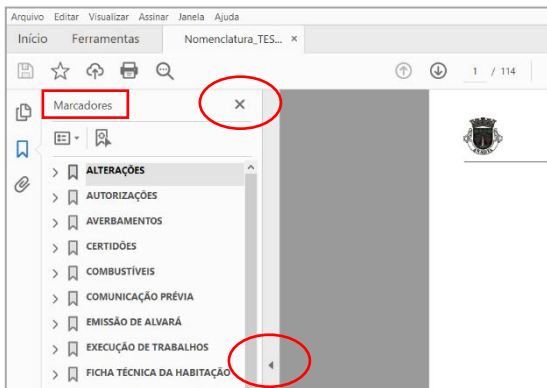 Arquivo Editar Visualizar Assinar Janela Ajuda
Início Ferramentas Nomenclatura_TES... ×
1 / 114
Marcadores
ALTERAÇÕES
AUTORIZAÇÕES
AVERBAMENTOS
CERTIDÕES
COMBUSTÍVEIS
COMUNICAÇÃO PRÉVIA
EMISSÃO DE ALVARÁ
EXECUÇÃO DE TRABALHOS
FICHA TÉCNICA DA HABITAÇÃO